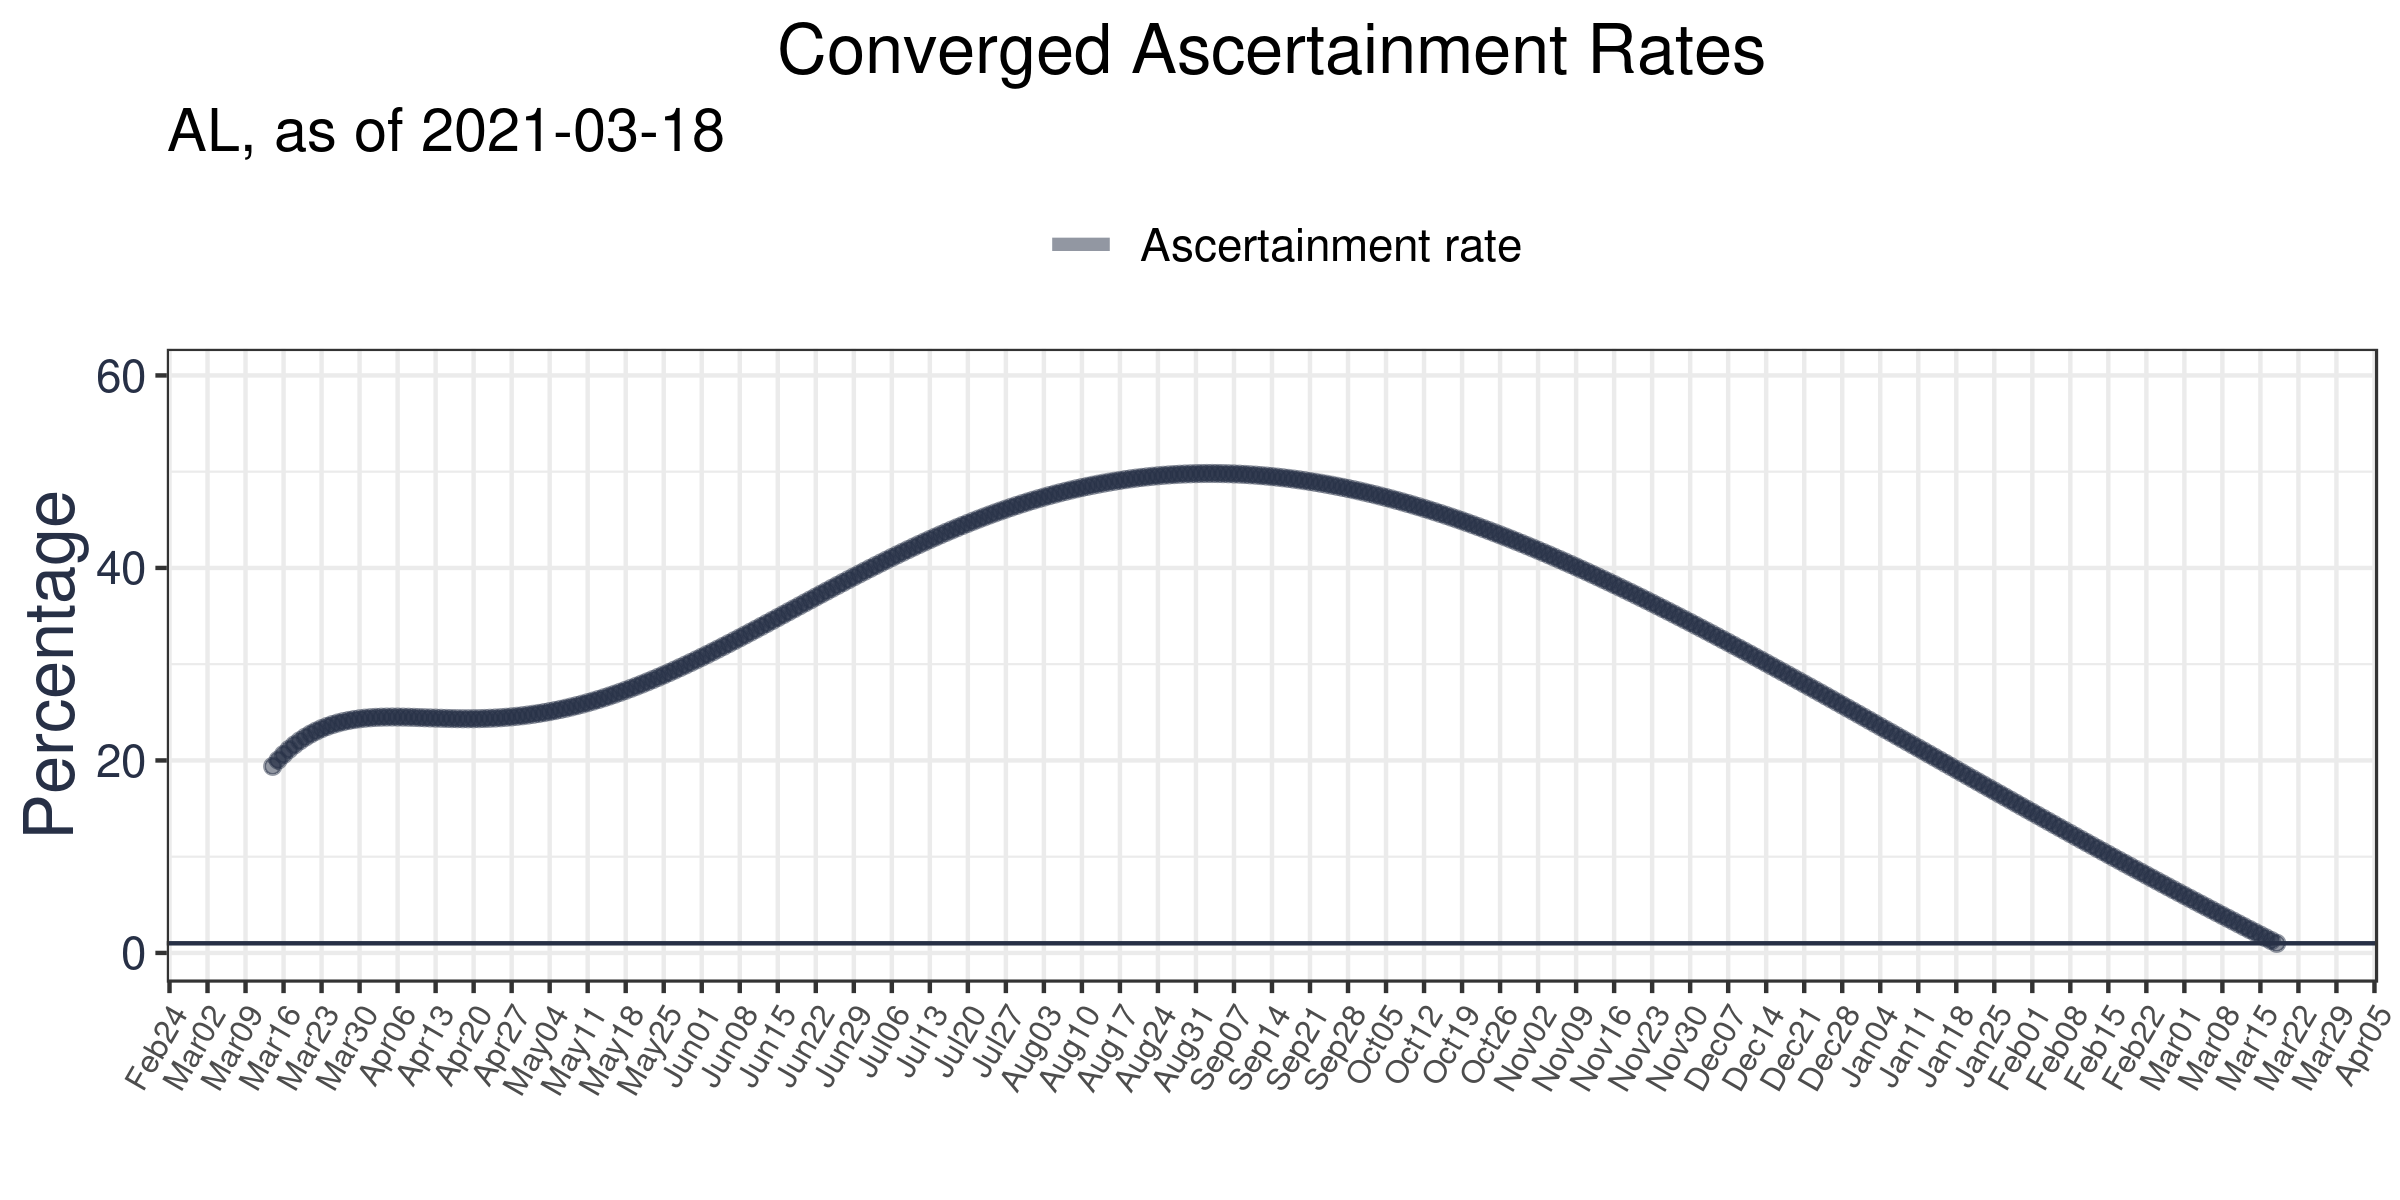 Converged Ascertainment Rates
AL, as of 2021-03-18
Ascertainment rate
Percentage
60
40
20
0
Feb24 Mar02 Mar09 Mar16 Mar23 Mar30 Apr06 Apr13 Apr20 Apr27 May04 May11 May18 May25 Jun01 Jun08 Jun15 Jun22 Jun29 Jul06 Jul13 Jul20 Jul27 Aug03 Aug10 Aug17 Aug24 Aug31 Sep07 Sep14 Sep21 Sep28 Oct05 Oct12 Oct19 Oct26 Nov02 Nov09 Nov16 Nov23 Nov30 Dec07 Dec14 Dec21 Dec28 Jan04 Jan11 Jan18 Jan25 Feb01 Feb08 Feb15 Feb22 Mar01 Mar08 Mar15 Mar22 Mar29 Apr05